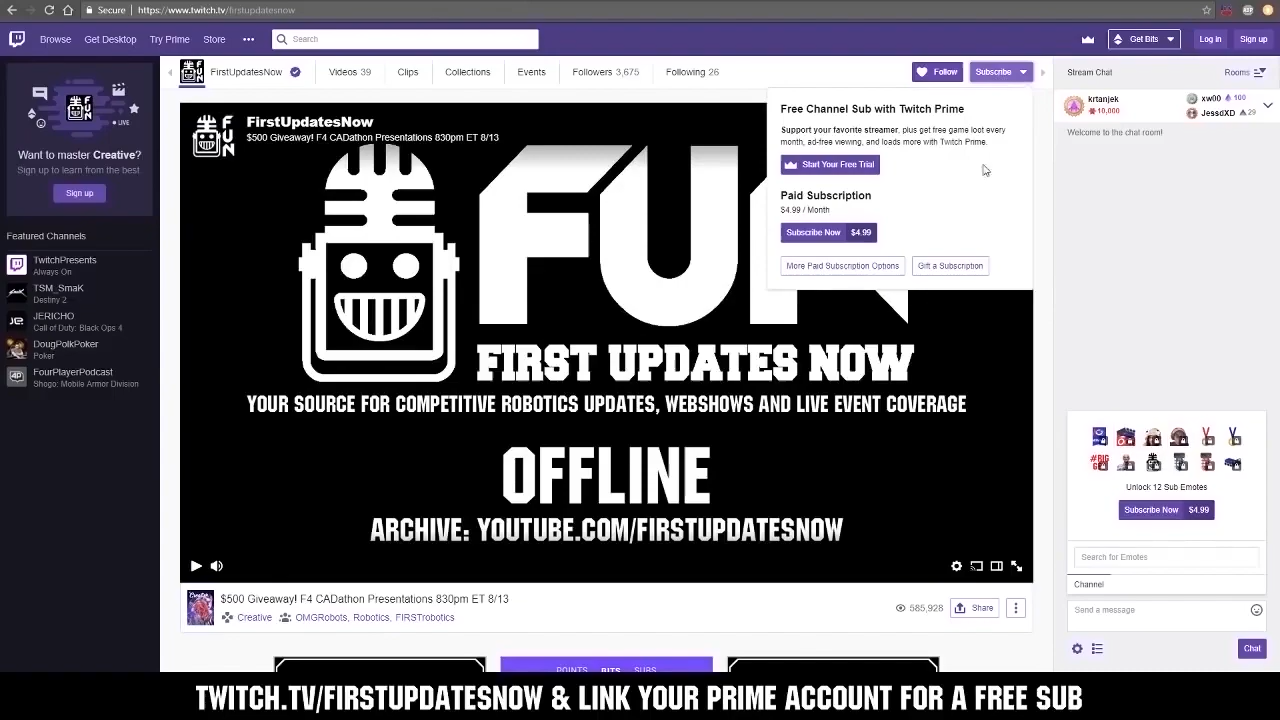 Secure
https://www.twitch.tv/firstupdatesnow
Browse
Get Desktop
Try Prime
Store
Search
Get Bits
Log in
Sign up
FUN
LIVE
Want to master Creative?
Sign up to learn from the best
Sign up
Featured Channels
TwitchPresents
Always On
TSM_SmaK
Destiny 2
JERICHO
Call of Duty: Black Ops 4
DougPolkPoker
Poker
FourPlayerPodcast
Shogo: Mobile Armor Division
FirstUpdatesNow
Videos 39
Clips
Collections
Events
Followers 3,675
Following 26
Follow
Subscribe
FUN
FirstUpdatesNow
$500 Giveaway! F4 CADathon Presentations 830pm ET 8/13
Free Channel Sub with Twitch Prime
Support your favorite streamer, plus get free game loot every
month, ad-free viewing, and loads more with Twitch Prime.
Start Your Free Trial
Paid Subscription
$4.99 / Month
Subscribe Now $4.99
More Paid Subscription Options
Gift a Subscription
FIRST UPDATES NOW
YOUR SOURCE FOR COMPETITIVE ROBOTICS UPDATES, WEBSHOWS AND LIVE EVENT COVERAGE
OFFLINE
ARCHIVE: YOUTUBE.COM/FIRSTUPDATESNOW
$500 Giveaway! F4 CADathon Presentations 830pm ET 8/13
Creative
OMGRobots, Robotics, FIRSTrobotics
585,928
Share
POINTS BITS SUBS
Stream Chat
Rooms
krtanjek
10,000
xw00 100
JessdXD 29
Welcome to the chat room!
Unlock 12 Sub Emotes
Subscribe Now $4.99
Search for Emotes
Channel
Send a message
Chat
TWITCH.TV/FIRSTUPDATESNOW & LINK YOUR PRIME ACCOUNT FOR A FREE SUB